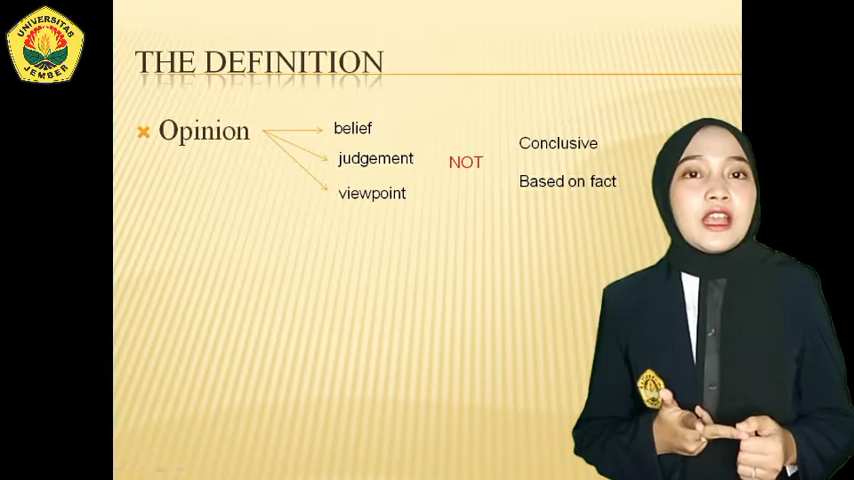 UNIVERSITAS
JEMBER
THE DEFINITION
Opinion
belief
judgement
viewpoint
NOT
Conclusive
Based on fact